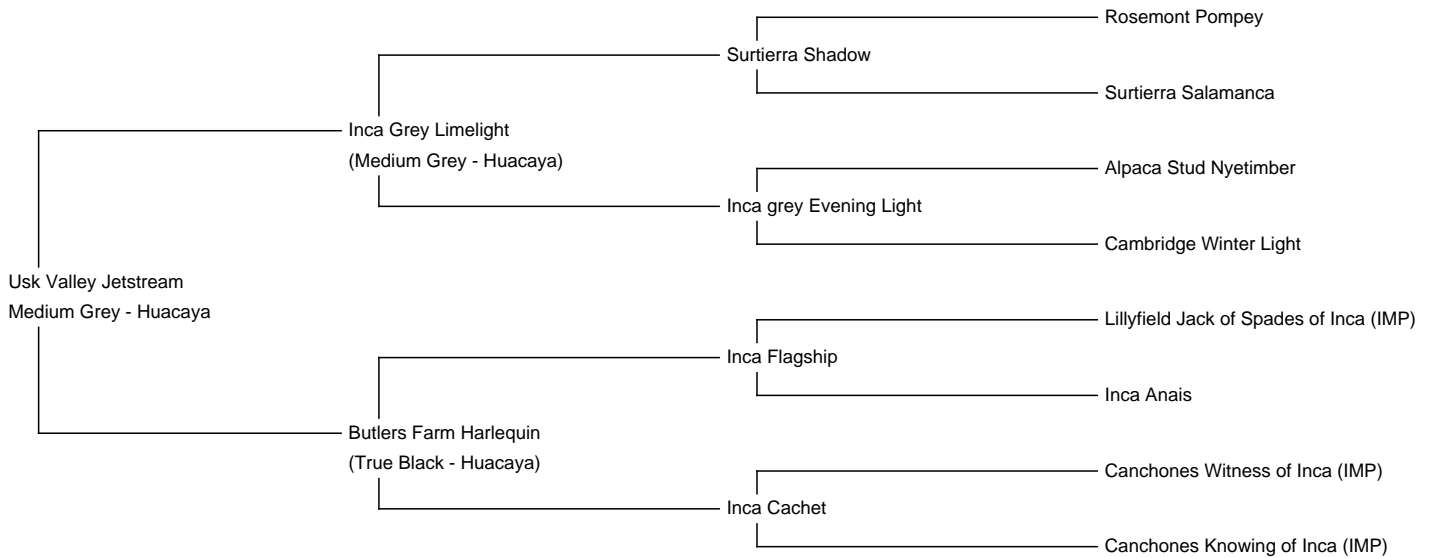 Rosemont Pompey
Surtierra Shadow
Surtierra Salamanca
Inca Grey Limelight
(Medium Grey - Huacaya)
Alpaca Stud Nyetimber
Inca grey Evening Light
Cambridge Winter Light
Usk Valley Jetstream
Medium Grey - Huacaya
Lillyfield Jack of Spades of Inca (IMP)
Inca Flagship
Inca Anais
Butlers Farm Harlequin
(True Black - Huacaya)
Canchones Witness of Inca (IMP)
Inca Cachet
Canchones Knowing of Inca (IMP)